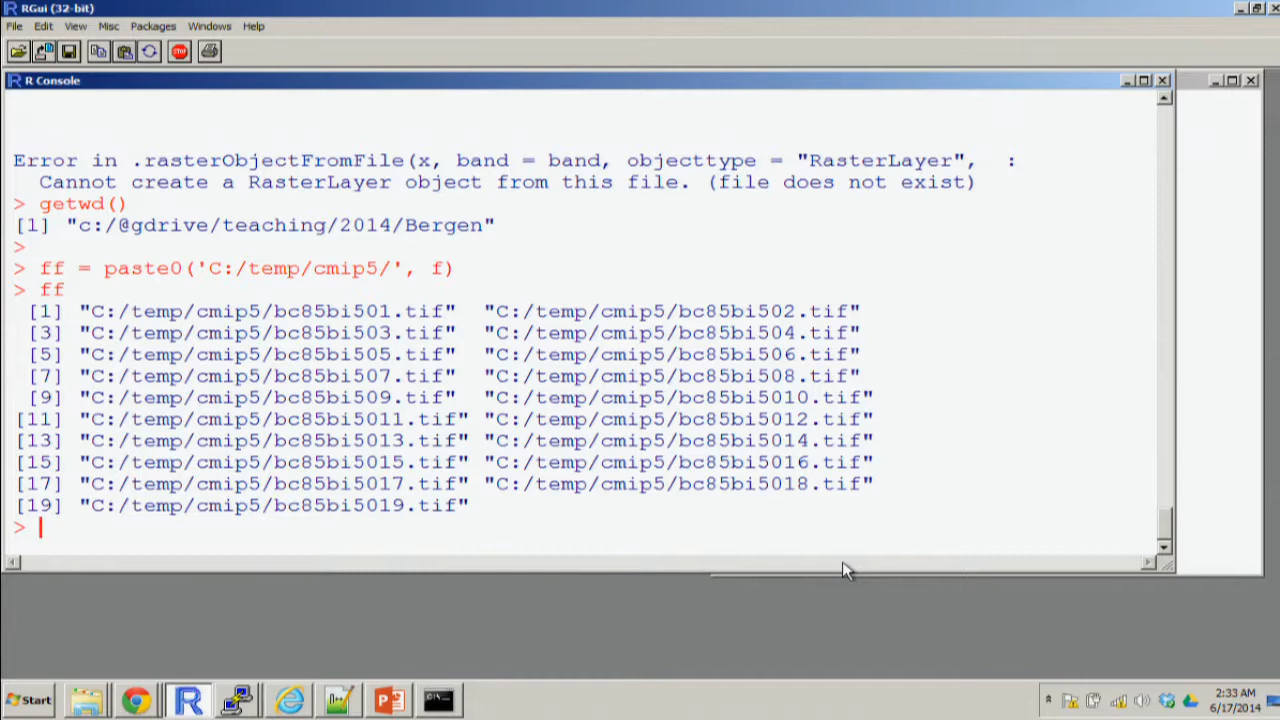 RGui (32-bit)
File Edit View Misc Packages Windows Help
STOP
R Console
Error in .rasterObjectFromFile(x, band = band, objecttype = "RasterLayer", :
Cannot create a RasterLayer object from this file. (file does not exist)
> getwd()
[1] "c:/@gdrive/teaching/2014/Bergen"
>
> ff = paste0('C:/temp/cmip5/', f)
> ff
[1] "C:/temp/cmip5/bc85bi501.tif" "C:/temp/cmip5/bc85bi502.tif"
[3] "C:/temp/cmip5/bc85bi503.tif" "C:/temp/cmip5/bc85bi504.tif"
[5] "C:/temp/cmip5/bc85bi505.tif" "C:/temp/cmip5/bc85bi506.tif"
[7] "C:/temp/cmip5/bc85bi507.tif" "C:/temp/cmip5/bc85bi508.tif"
[9] "C:/temp/cmip5/bc85bi509.tif" "C:/temp/cmip5/bc85bi5010.tif"
[11] "C:/temp/cmip5/bc85bi5011.tif" "C:/temp/cmip5/bc85bi5012.tif"
[13] "C:/temp/cmip5/bc85bi5013.tif" "C:/temp/cmip5/bc85bi5014.tif"
[15] "C:/temp/cmip5/bc85bi5015.tif" "C:/temp/cmip5/bc85bi5016.tif"
[17] "C:/temp/cmip5/bc85bi5017.tif" "C:/temp/cmip5/bc85bi5018.tif"
[19] "C:/temp/cmip5/bc85bi5019.tif"
>
Start
2:33 AM
6/17/2014